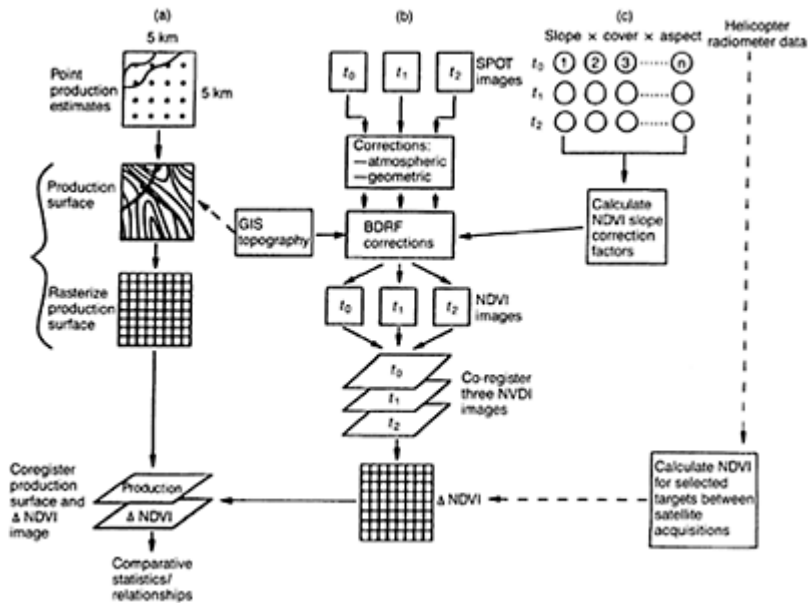 (a)
5 km
Point
production
estimates
5 km
Production
surface
Rasterize
production
surface
Coregister
production
surface and
Δ NDVI
image
Production
Δ NDVI
Comparative
statistics/
relationships
(b)
t0
t1
t2
SPOT
images
Corrections:
—atmospheric
—geometric
GIS
topography
BDRF
corrections
t0
t1
t2
NDVI
images
t0
t1
t2
Co-register
three NVDI
images
Δ NDVI
(c)
Slope × cover × aspect
t0 1 2 3 ······ n
t1 ······
t2 ······
Calculate
NDVI slope
correction
factors
Helicopter
radiometer data
Calculate NDVI
for selected
targets between
satellite
acquisitions